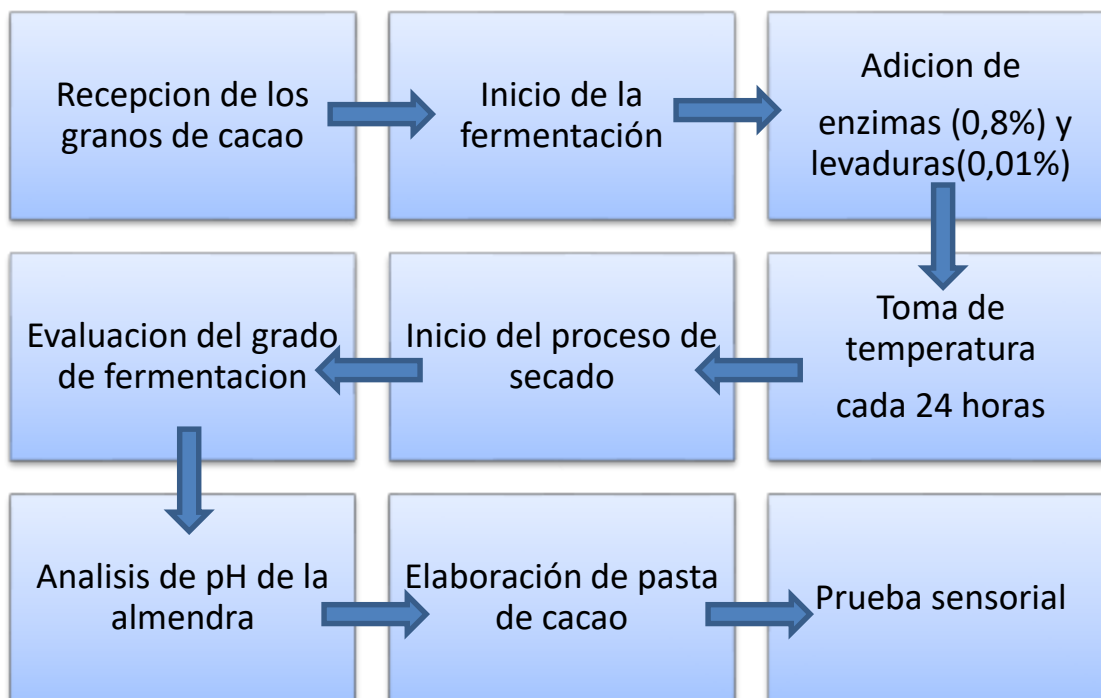 Recepcion de los
granos de cacao
Inicio de la
fermentación
Adicion de
enzimas (0,8%) y
levaduras(0,01%)
Toma de
temperatura
cada 24 horas
Inicio del proceso de
secado
Evaluacion del grado
de fermentacion
Analisis de pH de la
almendra
Elaboración de pasta
de cacao
Prueba sensorial